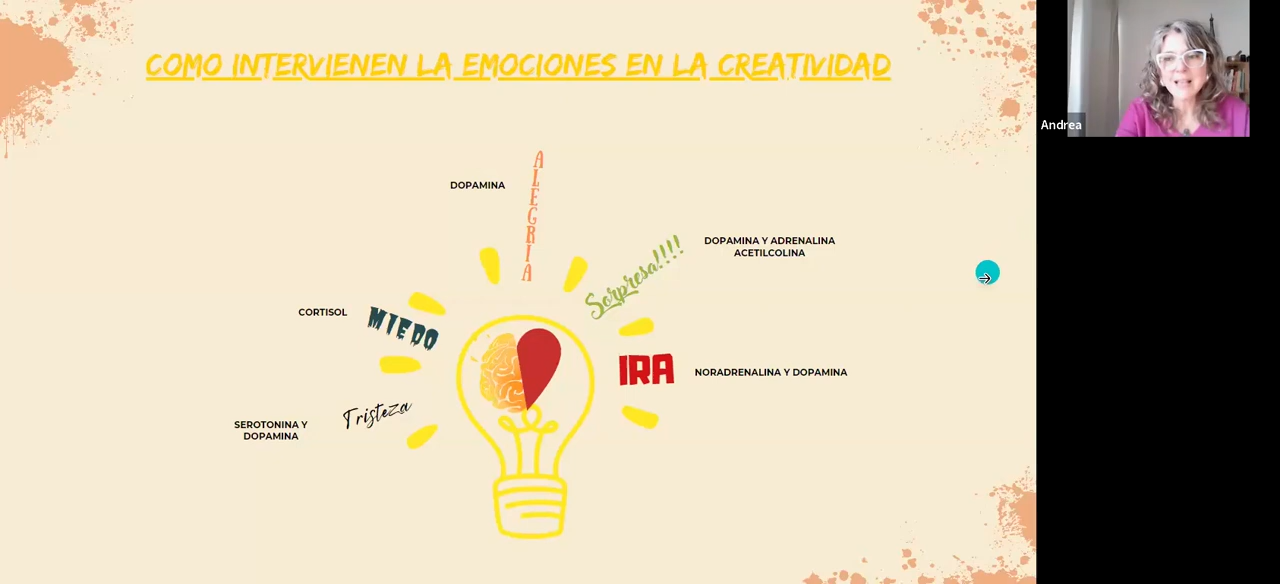 COMO INTERVIENEN LA EMOCIONES EN LA CREATIVIDAD
Andrea
DOPAMINA
ALEGRIA
DOPAMINA Y ADRENALINA
ACETILCOLINA
Sorpresa!!!!
CORTISOL
MIEDO
IRA
NORADRENALINA Y DOPAMINA
Tristeza
SEROTONINA Y
DOPAMINA